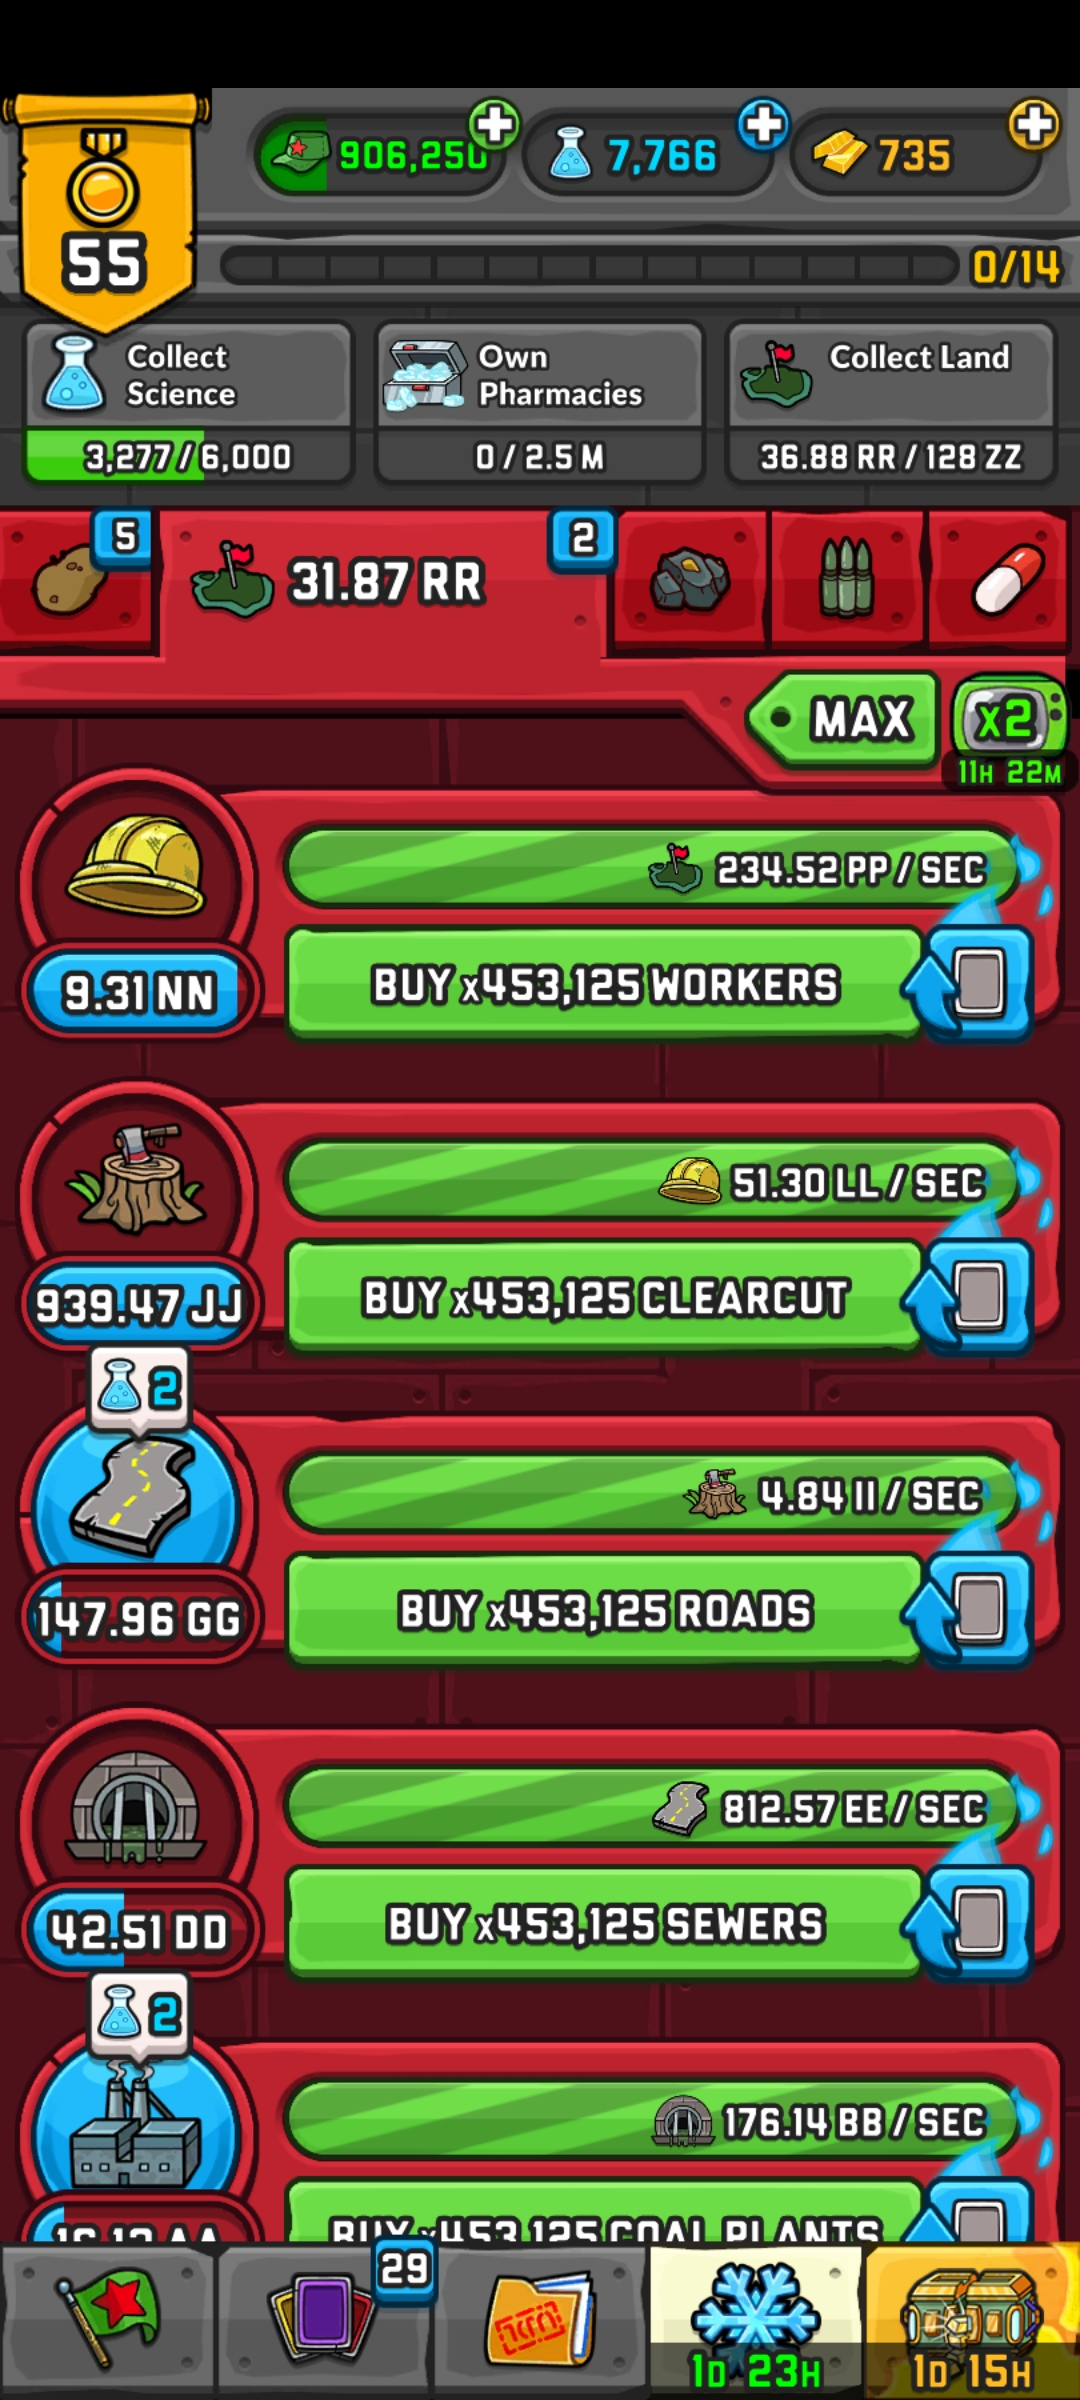 55
906,250
7,766
735
0/14
Collect
Science
3,277/6,000
Own
Pharmacies
0/2.5 M
Collect Land
36.88 RR/128 ZZ
5
31.87 RR
2
MAX
x2
11H 22M
234.52 PP/SEC
9.31 NN
BUY x453,125 WORKERS
51.30 LL/SEC
939.47 JJ
BUY x453,125 CLEARCUT
2
4.84 II/SEC
147.96 GG
BUY x453,125 ROADS
812.57 EE/SEC
42.51 DD
BUY x453,125 SEWERS
2
176.14 BB/SEC
BUY x453,125 COAL PLANTS
29
1D 23H
1D 15H